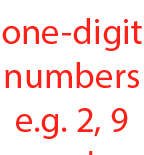 one-digit
numbers
e.g. 2, 9